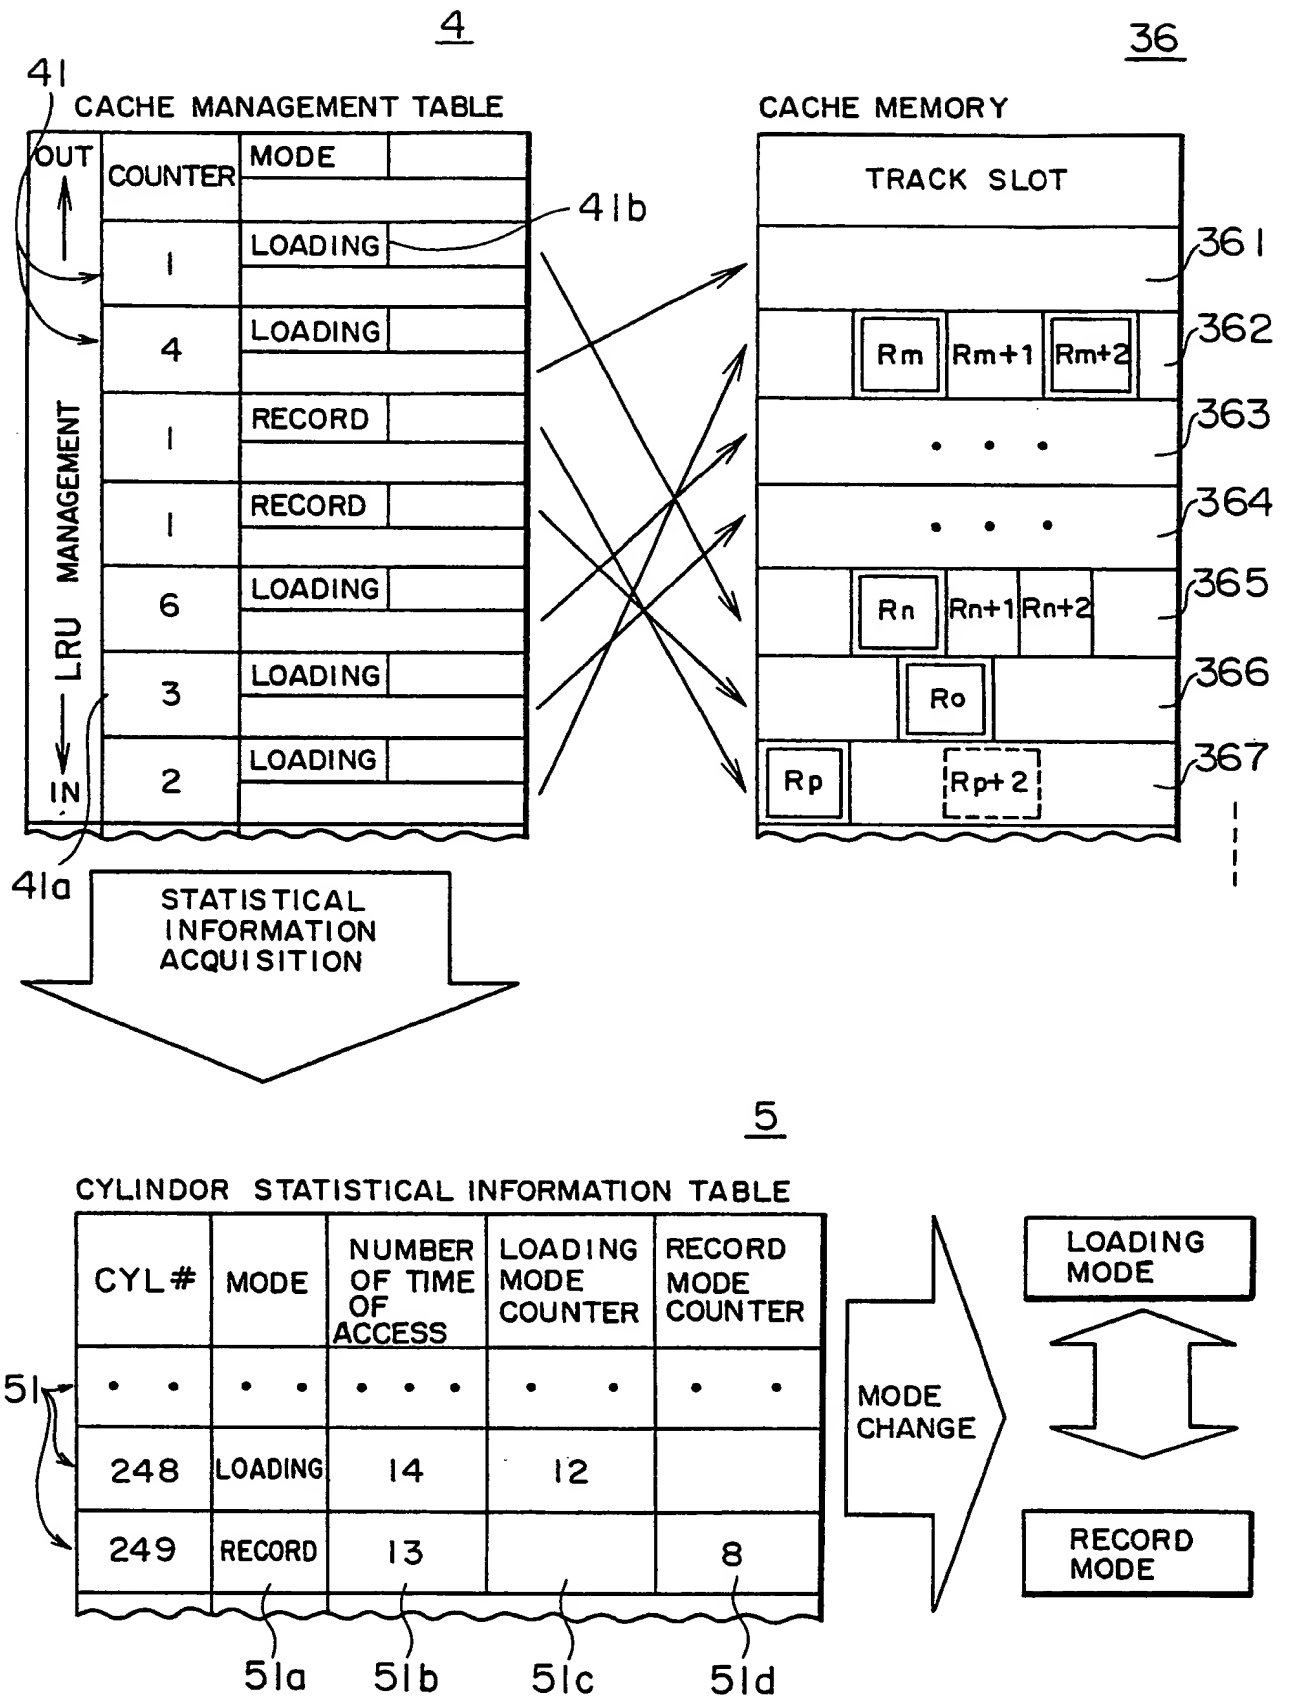 4
36
41
CACHE MANAGEMENT TABLE
CACHE MEMORY
OUT
COUNTER
MODE
TRACK SLOT
41b
LRU MANAGEMENT
IN
1 LOADING
4 LOADING
1 RECORD
1 RECORD
6 LOADING
3 LOADING
2 LOADING
361
Rm Rm+1 Rm+2 362
• • • 363
• • • 364
Rn Rn+1 Rn+2 365
Ro 366
Rp Rp+2 367
41a
STATISTICAL
INFORMATION
ACQUISITION
5
CYLINDOR STATISTICAL INFORMATION TABLE
CYL#
MODE
NUMBER
OF TIME
OF
ACCESS
LOADING
MODE
COUNTER
RECORD
MODE
COUNTER
51
• • • • • • • • • • •
248 LOADING 14 12
249 RECORD 13 8
51a 51b 51c 51d
MODE
CHANGE
LOADING
MODE
RECORD
MODE